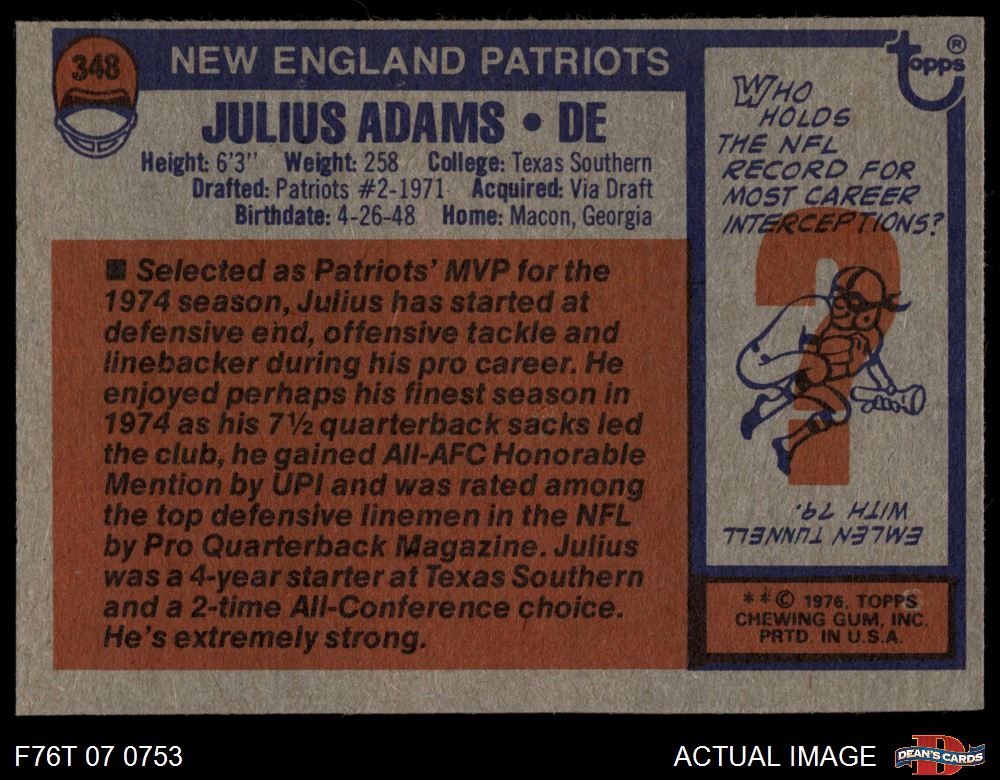 348
NEW ENGLAND PATRIOTS
topps®
JULIUS ADAMS • DE
Height: 6'3" Weight: 258 College: Texas Southern
Drafted: Patriots #2-1971 Acquired: Via Draft
Birthdate: 4-26-48 Home: Macon, Georgia
■ Selected as Patriots' MVP for the
1974 season, Julius has started at
defensive end, offensive tackle and
linebacker during his pro career. He
enjoyed perhaps his finest season in
1974 as his 7½ quarterback sacks led
the club, he gained All-AFC Honorable
Mention by UPI and was rated among
the top defensive linemen in the NFL
by Pro Quarterback Magazine. Julius
was a 4-year starter at Texas Southern
and a 2-time All-Conference choice.
He's extremely strong.
WHO
HOLDS
THE NFL
RECORD FOR
MOST CAREER
INTERCEPTIONS?
?
EMLEN TUNNELL
WITH 79.
**© 1976, TOPPS
CHEWING GUM, INC.
PRTD. IN U.S.A.
F76T 07 0753
ACTUAL IMAGE
D
DEAN'S CARDS